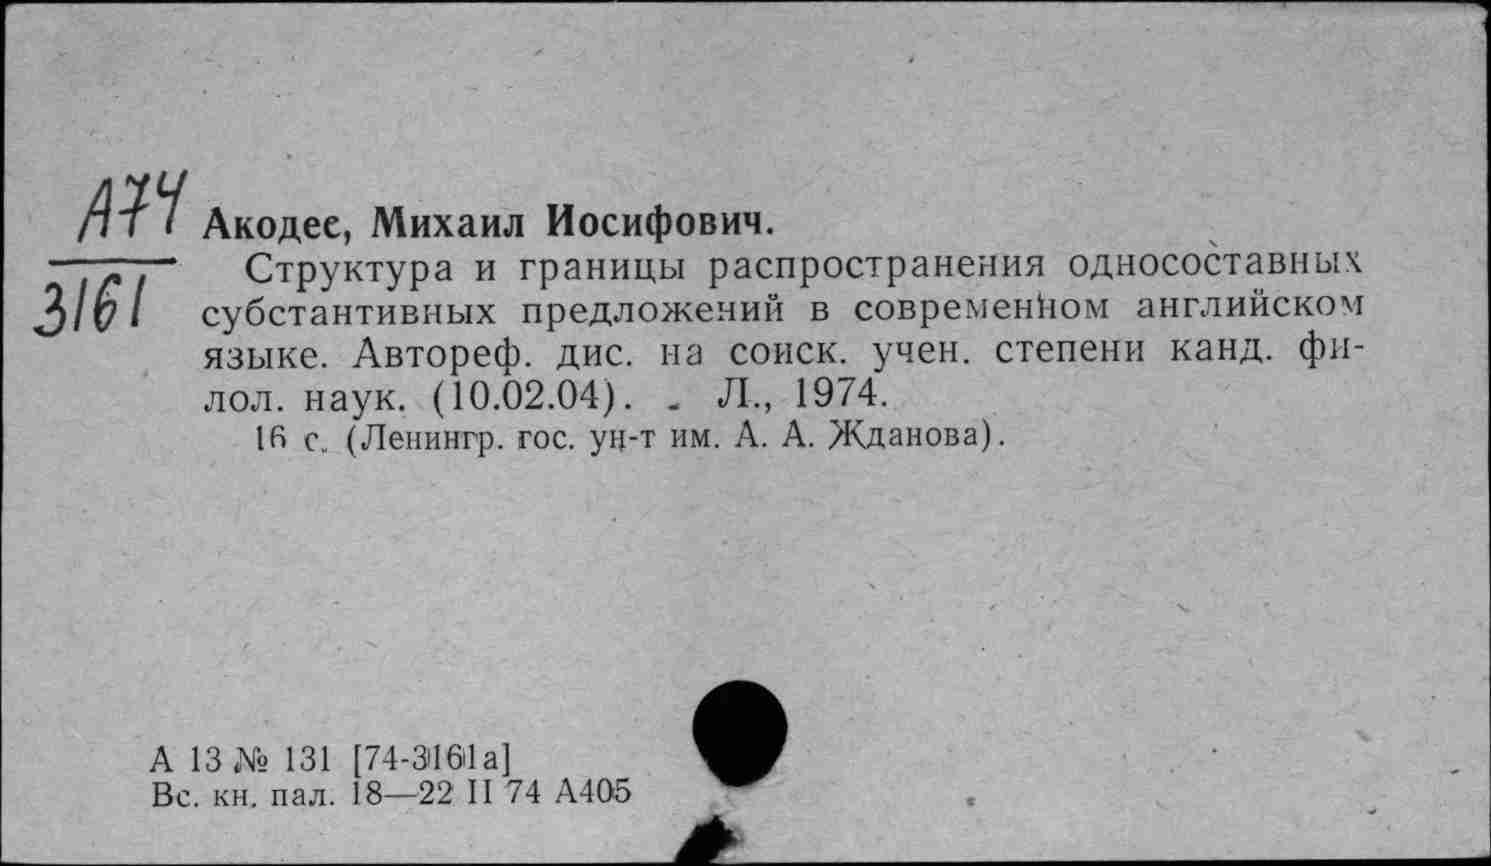 А74
3161
Акодес, Михаил Иосифович.
Структура и границы распространения односоставных
субстантивных предложений в современном английском
языке. Автореф. дис. на соиск. учен. степени канд. фи-
лол. наук. (10.02.04). - Л., 1974.
16 с. (Ленингр. гос. ун-т им. А. А. Жданова).
А 13 № 131 [74-3161а]
Вс. кн. пал. 18—22 II 74 А405